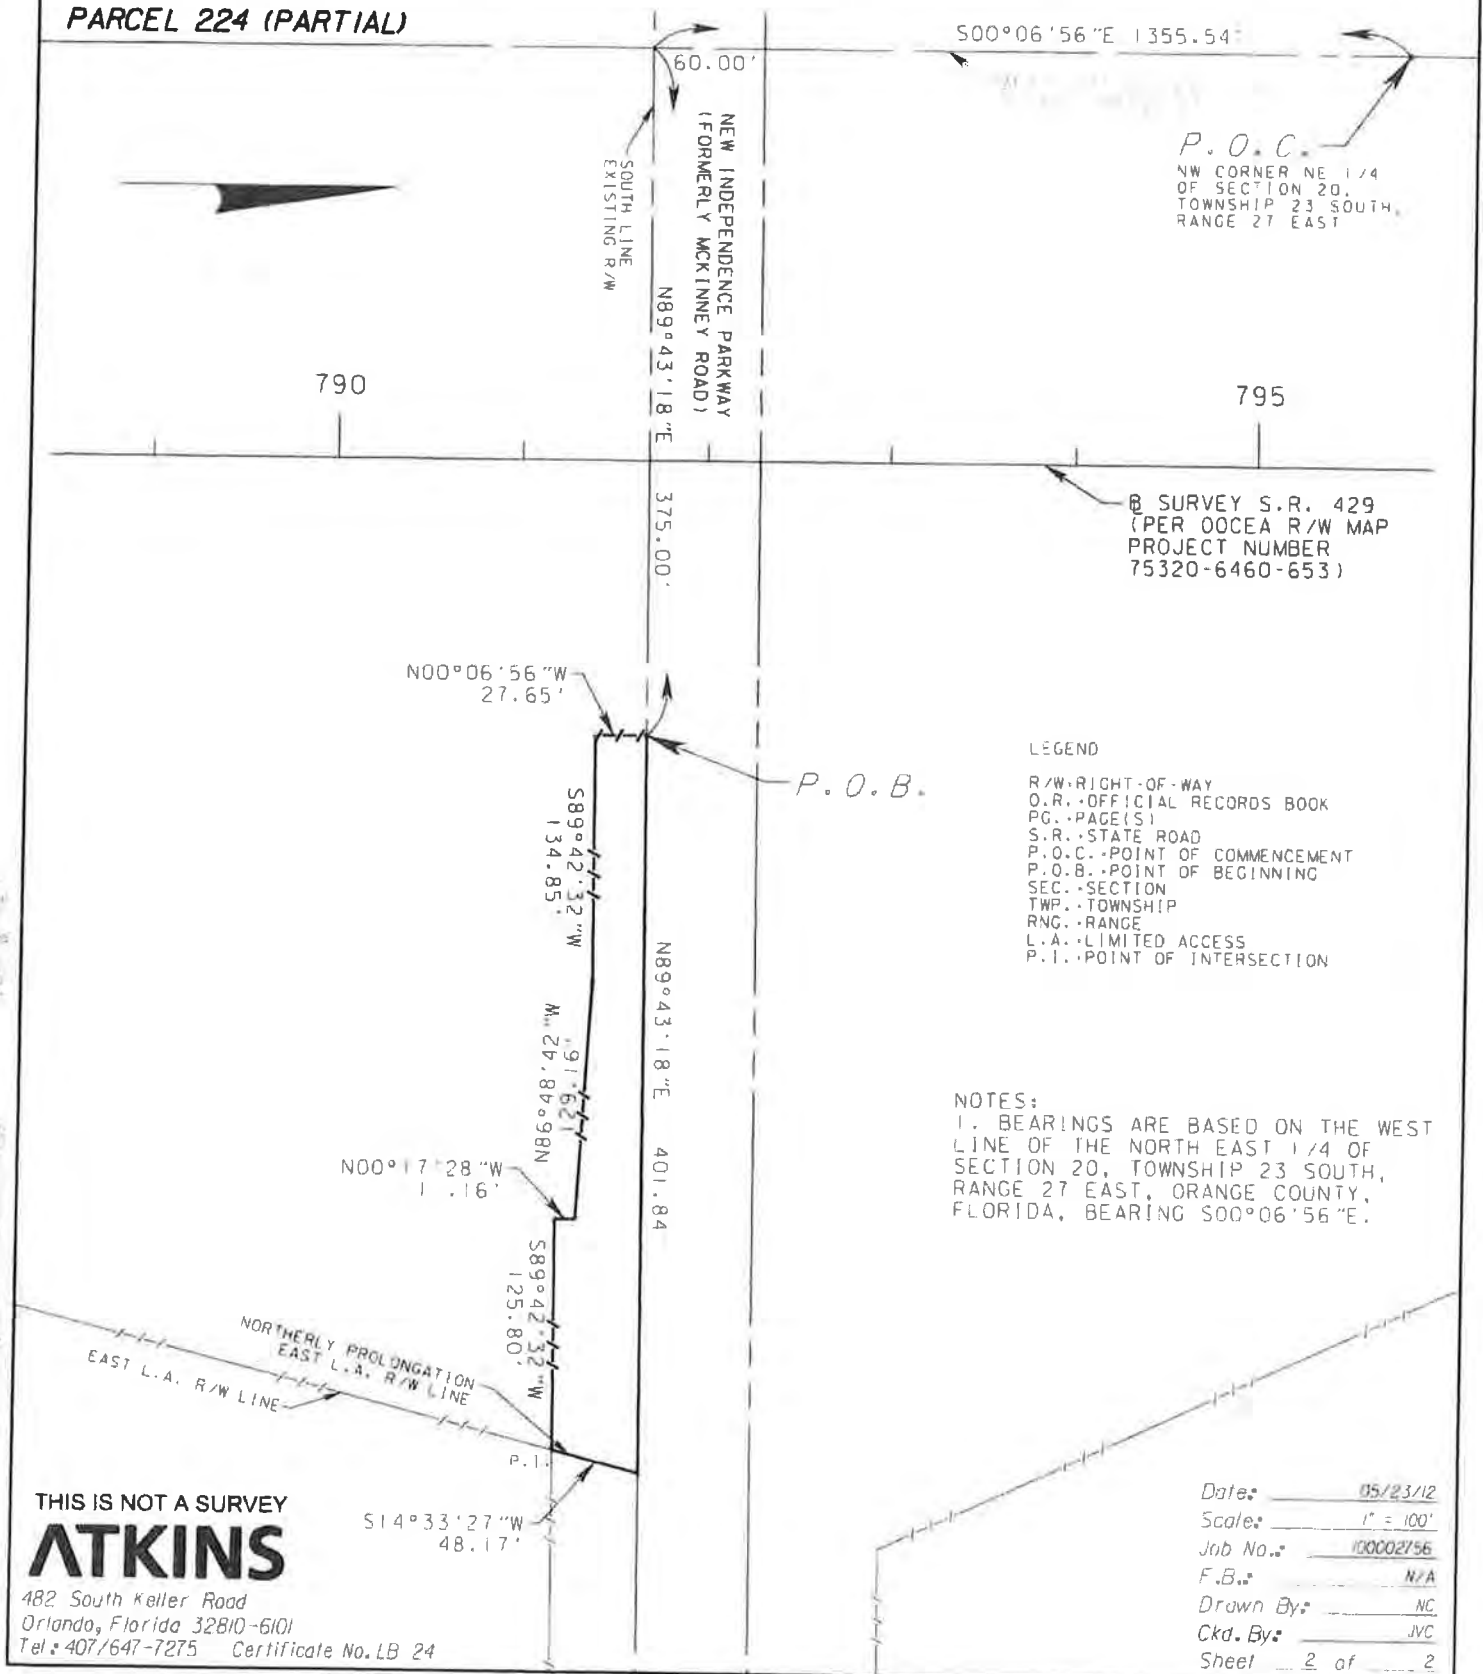 PARCEL 224 (PARTIAL)
S00°06'56"E 1355.54'
60.00'
P.O.C.
NW CORNER NE 1/4
OF SECTION 20,
TOWNSHIP 23 SOUTH,
RANGE 27 EAST
SOUTH LINE
EXISTING R/W
NEW INDEPENDENCE PARKWAY
(FORMERLY MCKINNEY ROAD)
N89°43'18"E 375.00'
790
795
B SURVEY S.R. 429
(PER OOCEA R/W MAP
PROJECT NUMBER
75320-6460-653)
N00°06'56"W
27.65'
P.O.B.
S89°42'32"W
134.85'
LEGEND
R/W-RIGHT-OF-WAY
O.R.-OFFICIAL RECORDS BOOK
PG.-PAGE(S)
S.R.-STATE ROAD
P.O.C.-POINT OF COMMENCEMENT
P.O.B.-POINT OF BEGINNING
SEC.-SECTION
TWP.-TOWNSHIP
RNG.-RANGE
L.A.-LIMITED ACCESS
P.I.-POINT OF INTERSECTION
N89°43'18"E 401.84
N86°48'42"W
129.16'
NOTES:
1. BEARINGS ARE BASED ON THE WEST
LINE OF THE NORTH EAST 1/4 OF
SECTION 20, TOWNSHIP 23 SOUTH,
RANGE 27 EAST, ORANGE COUNTY,
FLORIDA, BEARING S00°06'56"E.
N00°17'28"W
S89°42'32"W
125.80'
NORTHERLY PROLONGATION
EAST L.A. R/W LINE
EAST L.A. R/W LINE
P.I.
S14°33'27"W
48.17'
THIS IS NOT A SURVEY
ATKINS
482 South Keller Road
Orlando, Florida 32810-6101
Tel: 407/647-7275 Certificate No. LB 24
Date: 05/23/12
Scale: 1" = 100'
Job No.: 100002756
F.B.: N/A
Drawn By: NC
Ckd. By: JVC
Sheet 2 of 2